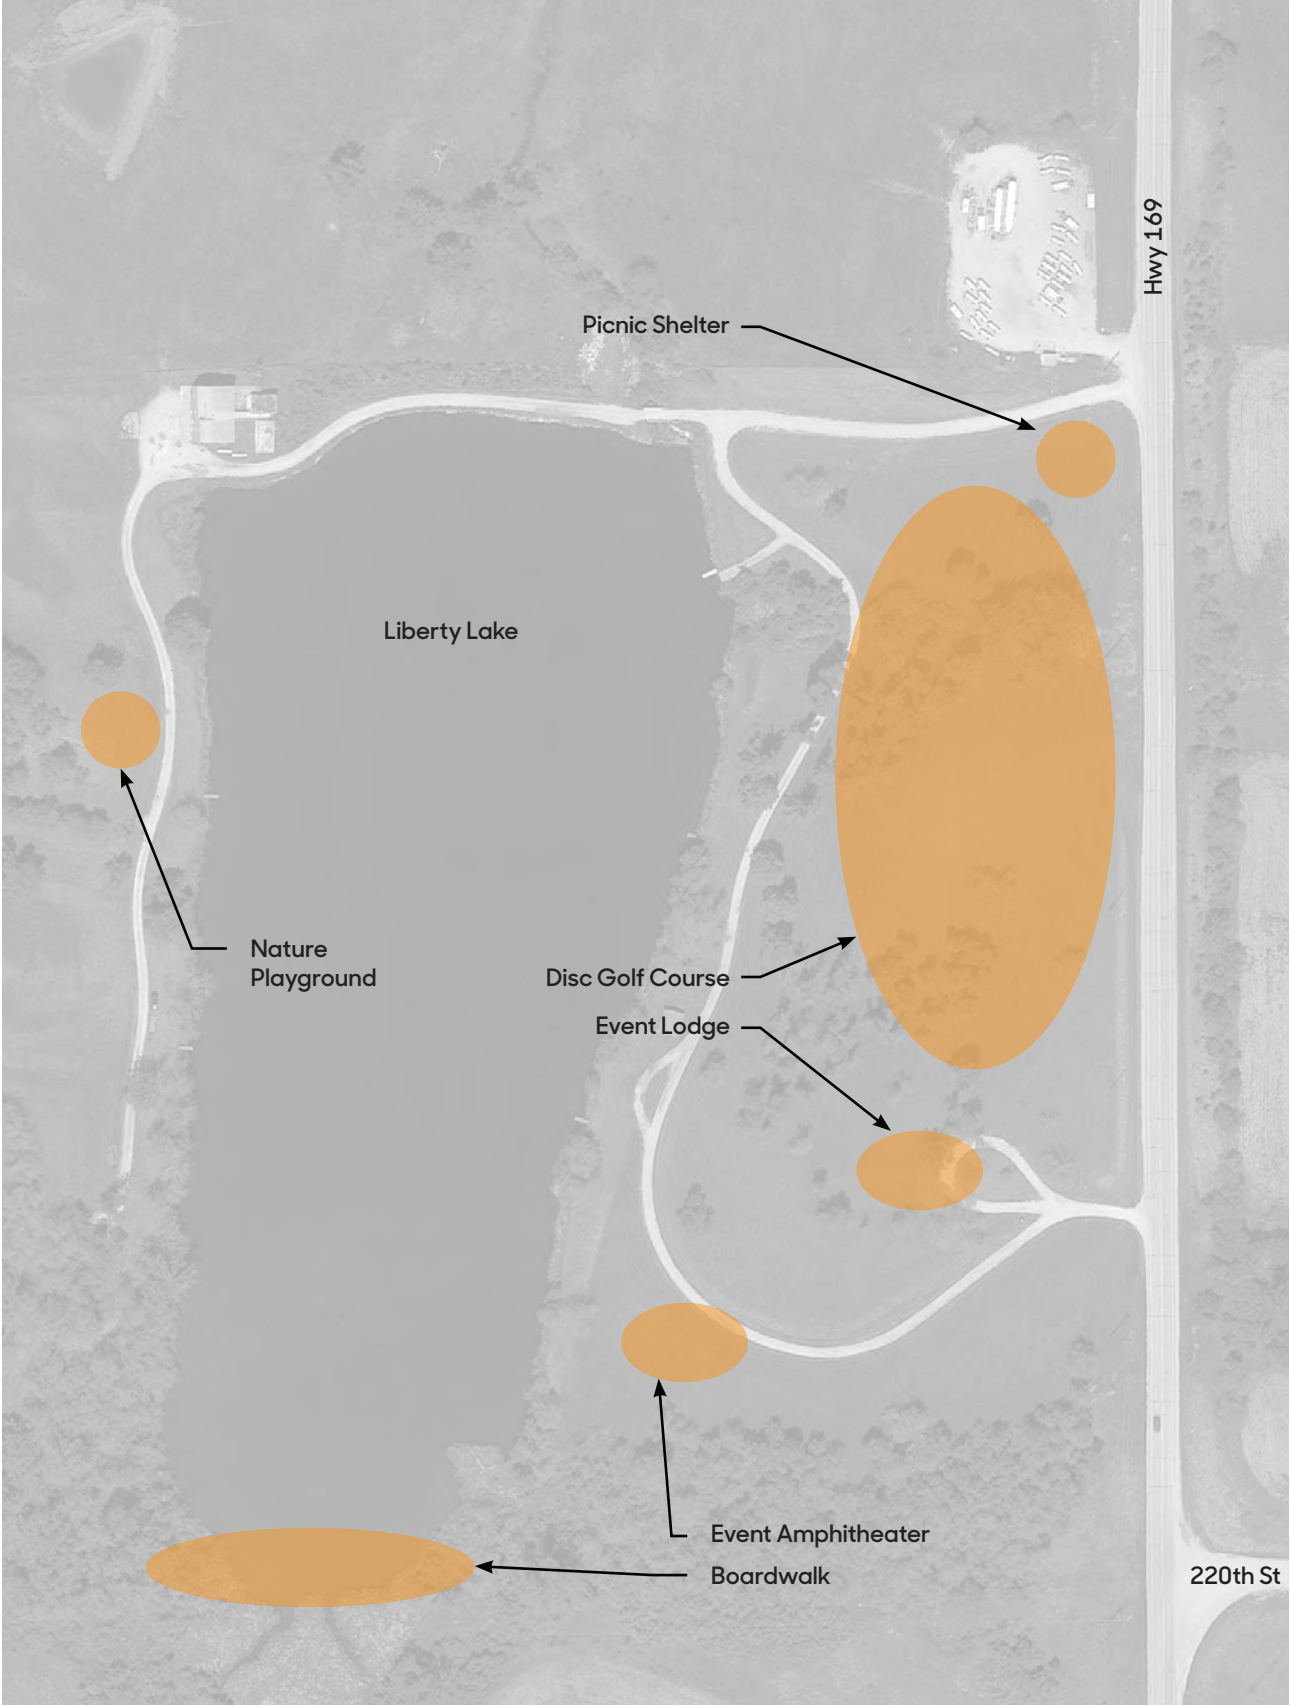 Hwy 169
Picnic Shelter
Liberty Lake
Nature
Playground
Disc Golf Course
Event Lodge
Event Amphitheater
Boardwalk
220th St